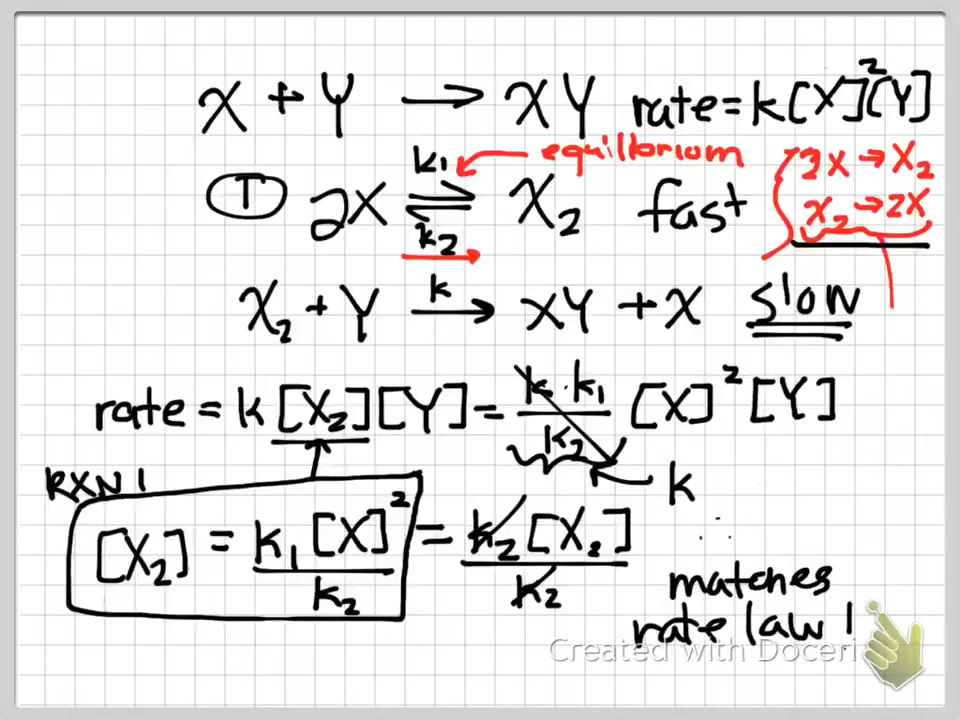 X + Y → XY rate = k[X]²[Y]
k₁ ← equilibrium
2X → X₂
① 2X ⇌ X₂ fast
X₂ → 2X
k₂
X₂ + Y →(k) XY + X slow
rate = k[X₂][Y] = k·k₁/k₂ [X]²[Y]
RXN 1
k
[X₂] = k₁[X]²/k₂ = k₂[X₂]/k₂
matches
rate law!
Created with Doceri